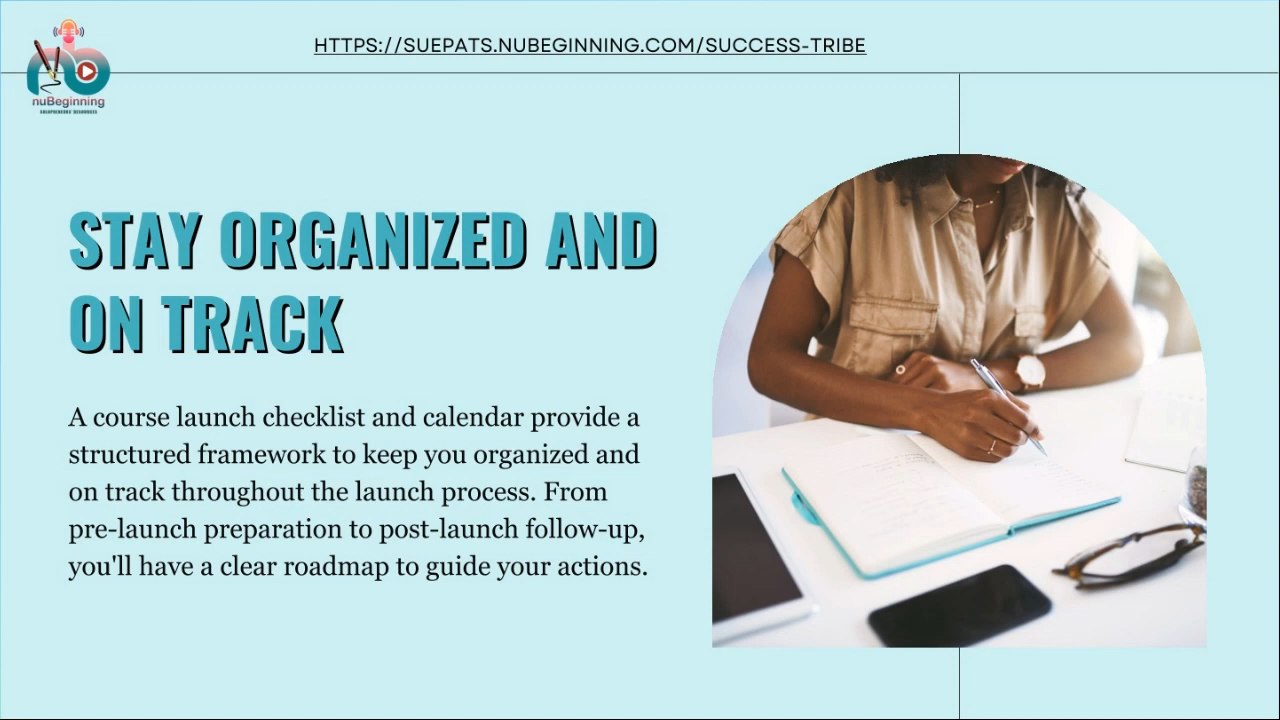 HTTPS://SUEPATS.NUBEGINNING.COM/SUCCESS-TRIBE
nuBeginning
SOLOPRENEURS' RESOURCES
STAY ORGANIZED AND
ON TRACK
A course launch checklist and calendar provide a
structured framework to keep you organized and
on track throughout the launch process. From
pre-launch preparation to post-launch follow-up,
you'll have a clear roadmap to guide your actions.